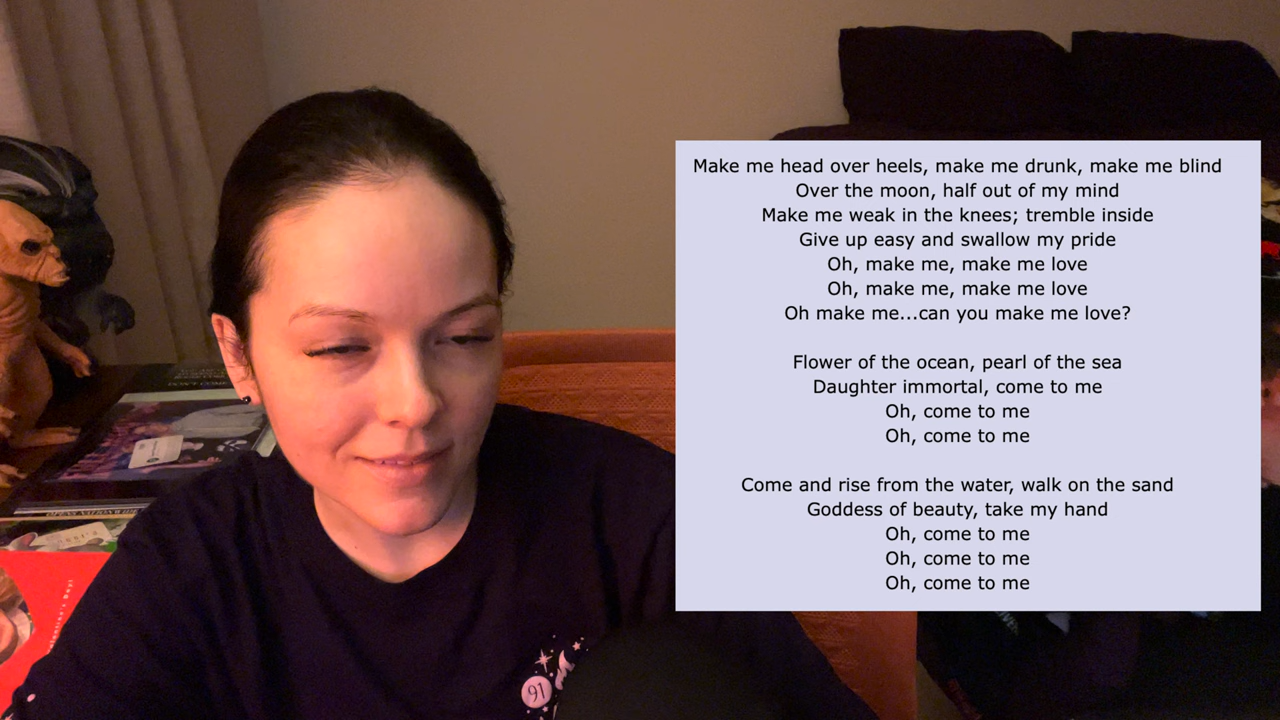 Make me head over heels, make me drunk, make me blind
Over the moon, half out of my mind
Make me weak in the knees; tremble inside
Give up easy and swallow my pride
Oh, make me, make me love
Oh, make me, make me love
Oh make me...can you make me love?
Flower of the ocean, pearl of the sea
Daughter immortal, come to me
Oh, come to me
Oh, come to me
Come and rise from the water, walk on the sand
Goddess of beauty, take my hand
Oh, come to me
Oh, come to me
Oh, come to me
91